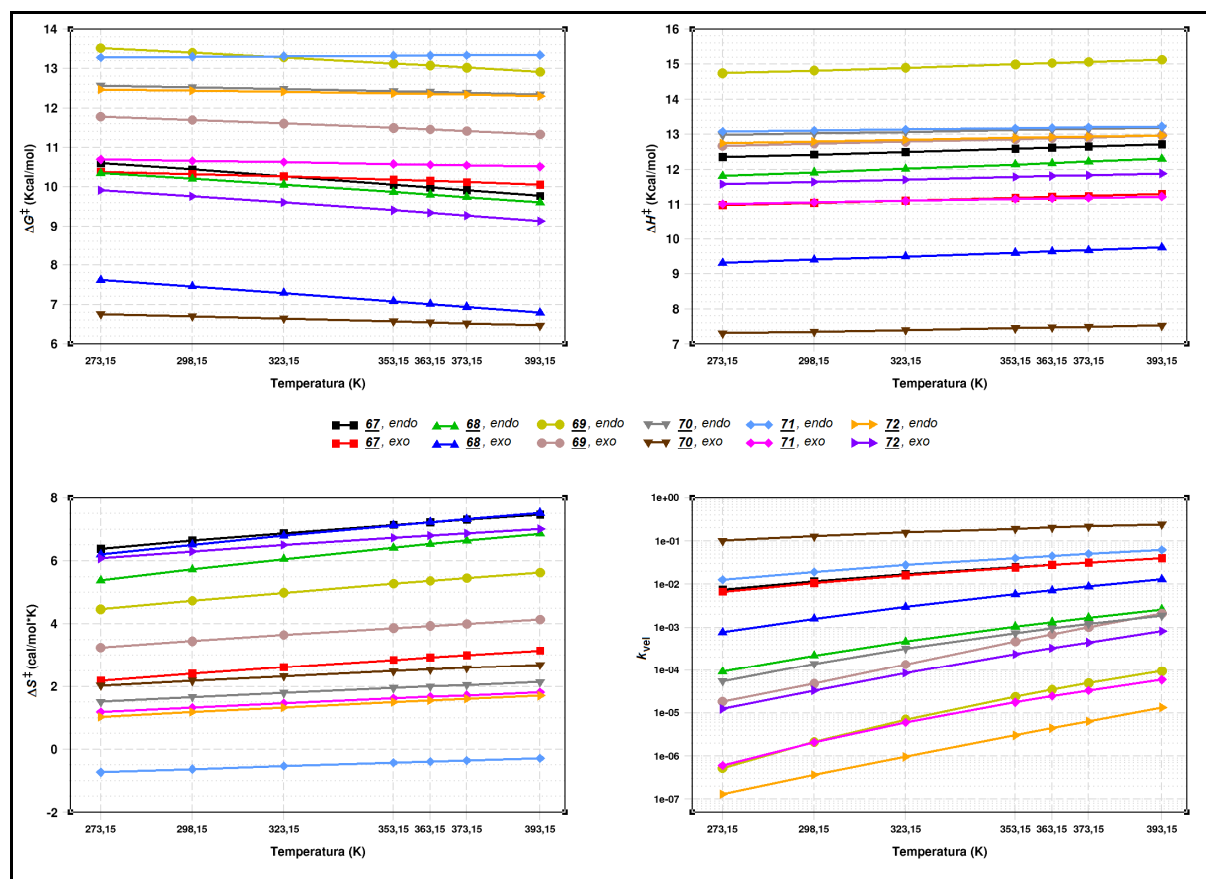 14
13
12
11
10
9
8
7
6
ΔG‡ (Kcal/mol)
273,15 298,15 323,15 353,15 363,15 373,15 393,15
Temperatura (K)
16
15
14
13
12
11
10
9
8
7
ΔH‡ (Kcal/mol)
273,15 298,15 323,15 353,15 363,15 373,15 393,15
Temperatura (K)
67, endo 68, endo 69, endo 70, endo 71, endo 72, endo
67, exo 68, exo 69, exo 70, exo 71, exo 72, exo
8
6
4
2
0
-2
ΔS‡ (cal/mol*K)
273,15 298,15 323,15 353,15 363,15 373,15 393,15
Temperatura (K)
1e+00
1e-01
1e-02
1e-03
1e-04
1e-05
1e-06
1e-07
kvel
273,15 298,15 323,15 353,15 363,15 373,15 393,15
Temperatura (K)